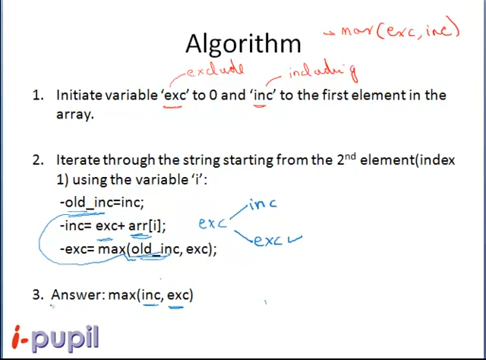 → max(exc, inc)
Algorithm
exclude
including
1. Initiate variable 'exc' to 0 and 'inc' to the first element in the
array.
2. Iterate through the string starting from the 2nd element(index
1) using the variable 'i':
-old_inc=inc;
-inc= exc+ arr[i];
-exc= max(old_inc, exc);
exc
inc
exc ✓
3. Answer: max(inc, exc)
i-pupil